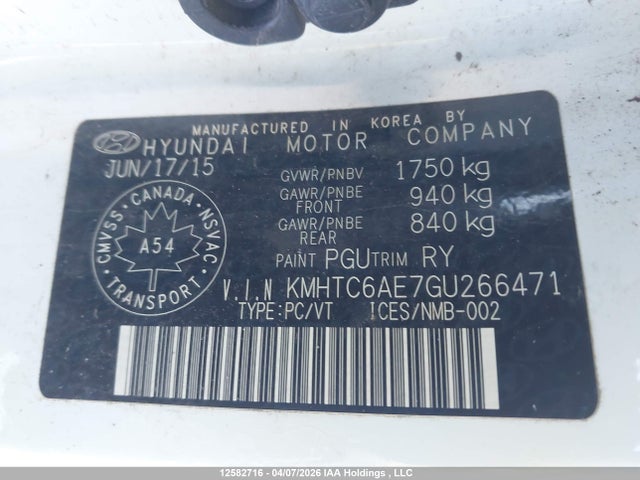 MANUFACTURED IN KOREA BY
HYUNDAI MOTOR COMPANY
JUN/17/15
GVWR/PNBV 1750 kg
GAWR/PNBE FRONT 940 kg
GAWR/PNBE REAR 840 kg
CMVSS · CANADA · NSVAC
A54
TRANSPORT
PAINT PGU TRIM RY
V.I.N KMHTC6AE7GU266471
TYPE:PC/VT ICES/NMB-002
12582716 - 04/07/2026 IAA Holdings , LLC